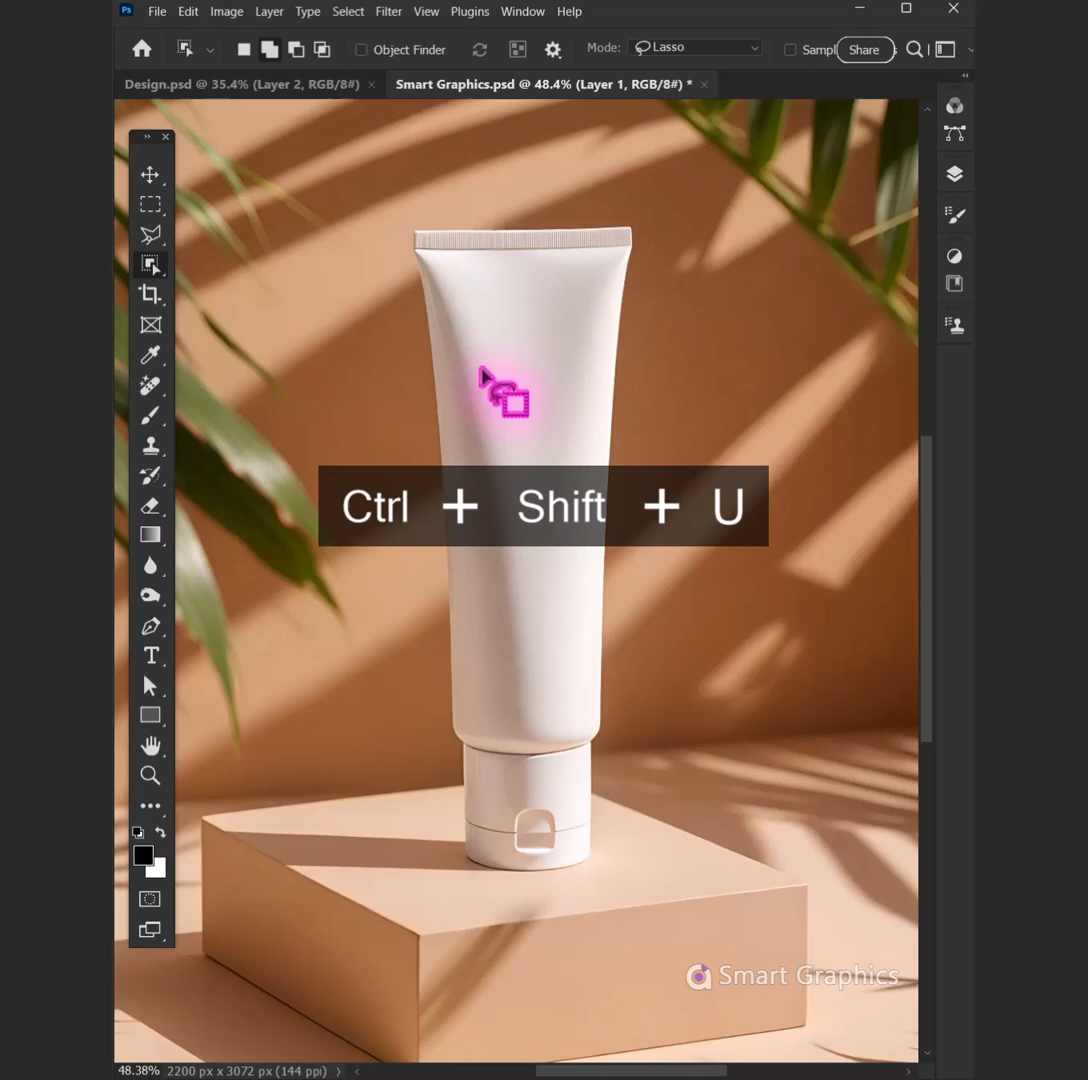 Ps File Edit Image Layer Type Select Filter View Plugins Window Help
Object Finder Mode: Lasso Sampl Share
Design.psd @ 35.4% (Layer 2, RGB/8#) Smart Graphics.psd @ 48.4% (Layer 1, RGB/8#) *
Ctrl + Shift + U
Smart Graphics
48.38% 2200 px x 3072 px (144 ppi)